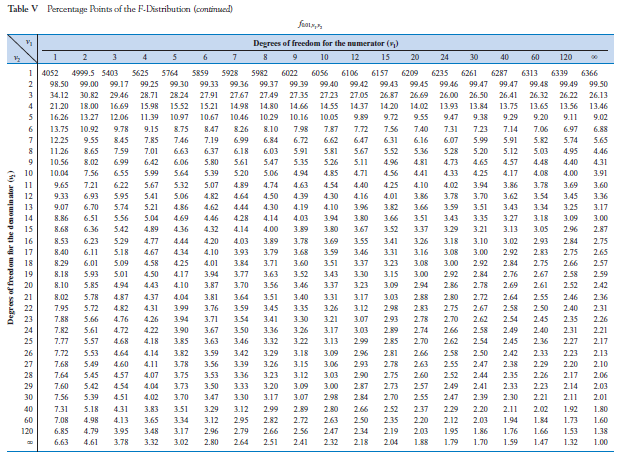 Table V Percentage Points of the F-Distribution (continued)
f0.01,ν1,ν2
ν1 Degrees of freedom for the numerator (ν1)
ν2 1 2 3 4 5 6 7 8 9 10 12 15 20 24 30 40 60 120 ∞
Degrees of freedom for the denominator (ν2)
1 4052 4999.5 5403 5625 5764 5859 5928 5982 6022 6056 6106 6157 6209 6235 6261 6287 6313 6339 6366
2 98.50 99.00 99.17 99.25 99.30 99.33 99.36 99.37 99.39 99.40 99.42 99.43 99.45 99.46 99.47 99.47 99.48 99.49 99.50
3 34.12 30.82 29.46 28.71 28.24 27.91 27.67 27.49 27.35 27.23 27.05 26.87 26.69 26.00 26.50 26.41 26.32 26.22 26.13
4 21.20 18.00 16.69 15.98 15.52 15.21 14.98 14.80 14.66 14.55 14.37 14.20 14.02 13.93 13.84 13.75 13.65 13.56 13.46
5 16.26 13.27 12.06 11.39 10.97 10.67 10.46 10.29 10.16 10.05 9.89 9.72 9.55 9.47 9.38 9.29 9.20 9.11 9.02
6 13.75 10.92 9.78 9.15 8.75 8.47 8.26 8.10 7.98 7.87 7.72 7.56 7.40 7.31 7.23 7.14 7.06 6.97 6.88
7 12.25 9.55 8.45 7.85 7.46 7.19 6.99 6.84 6.72 6.62 6.47 6.31 6.16 6.07 5.99 5.91 5.82 5.74 5.65
8 11.26 8.65 7.59 7.01 6.63 6.37 6.18 6.03 5.91 5.81 5.67 5.52 5.36 5.28 5.20 5.12 5.03 4.95 4.46
9 10.56 8.02 6.99 6.42 6.06 5.80 5.61 5.47 5.35 5.26 5.11 4.96 4.81 4.73 4.65 4.57 4.48 4.40 4.31
10 10.04 7.56 6.55 5.99 5.64 5.39 5.20 5.06 4.94 4.85 4.71 4.56 4.41 4.33 4.25 4.17 4.08 4.00 3.91
11 9.65 7.21 6.22 5.67 5.32 5.07 4.89 4.74 4.63 4.54 4.40 4.25 4.10 4.02 3.94 3.86 3.78 3.69 3.60
12 9.33 6.93 5.95 5.41 5.06 4.82 4.64 4.50 4.39 4.30 4.16 4.01 3.86 3.78 3.70 3.62 3.54 3.45 3.36
13 9.07 6.70 5.74 5.21 4.86 4.62 4.44 4.30 4.19 4.10 3.96 3.82 3.66 3.59 3.51 3.43 3.34 3.25 3.17
14 8.86 6.51 5.56 5.04 4.69 4.46 4.28 4.14 4.03 3.94 3.80 3.66 3.51 3.43 3.35 3.27 3.18 3.09 3.00
15 8.68 6.36 5.42 4.89 4.36 4.32 4.14 4.00 3.89 3.80 3.67 3.52 3.37 3.29 3.21 3.13 3.05 2.96 2.87
16 8.53 6.23 5.29 4.77 4.44 4.20 4.03 3.89 3.78 3.69 3.55 3.41 3.26 3.18 3.10 3.02 2.93 2.84 2.75
17 8.40 6.11 5.18 4.67 4.34 4.10 3.93 3.79 3.68 3.59 3.46 3.31 3.16 3.08 3.00 2.92 2.83 2.75 2.65
18 8.29 6.01 5.09 4.58 4.25 4.01 3.84 3.71 3.60 3.51 3.37 3.23 3.08 3.00 2.92 2.84 2.75 2.66 2.57
19 8.18 5.93 5.01 4.50 4.17 3.94 3.77 3.63 3.52 3.43 3.30 3.15 3.00 2.92 2.84 2.76 2.67 2.58 2.59
20 8.10 5.85 4.94 4.43 4.10 3.87 3.70 3.56 3.46 3.37 3.23 3.09 2.94 2.86 2.78 2.69 2.61 2.52 2.42
21 8.02 5.78 4.87 4.37 4.04 3.81 3.64 3.51 3.40 3.31 3.17 3.03 2.88 2.80 2.72 2.64 2.55 2.46 2.36
22 7.95 5.72 4.82 4.31 3.99 3.76 3.59 3.45 3.35 3.26 3.12 2.98 2.83 2.75 2.67 2.58 2.50 2.40 2.31
23 7.88 5.66 4.76 4.26 3.94 3.71 3.54 3.41 3.30 3.21 3.07 2.93 2.78 2.70 2.62 2.54 2.45 2.35 2.26
24 7.82 5.61 4.72 4.22 3.90 3.67 3.50 3.36 3.26 3.17 3.03 2.89 2.74 2.66 2.58 2.49 2.40 2.31 2.21
25 7.77 5.57 4.68 4.18 3.85 3.63 3.46 3.32 3.22 3.13 2.99 2.85 2.70 2.62 2.54 2.45 2.36 2.27 2.17
26 7.72 5.53 4.64 4.14 3.82 3.59 3.42 3.29 3.18 3.09 2.96 2.81 2.66 2.58 2.50 2.42 2.33 2.23 2.13
27 7.68 5.49 4.60 4.11 3.78 3.56 3.39 3.26 3.15 3.06 2.93 2.78 2.63 2.55 2.47 2.38 2.29 2.20 2.10
28 7.64 5.45 4.57 4.07 3.75 3.53 3.36 3.23 3.12 3.03 2.90 2.75 2.60 2.52 2.44 2.35 2.26 2.17 2.06
29 7.60 5.42 4.54 4.04 3.73 3.50 3.33 3.20 3.09 3.00 2.87 2.73 2.57 2.49 2.41 2.33 2.23 2.14 2.03
30 7.56 5.39 4.51 4.02 3.70 3.47 3.30 3.17 3.07 2.98 2.84 2.70 2.55 2.47 2.39 2.30 2.21 2.11 2.01
40 7.31 5.18 4.31 3.83 3.51 3.29 3.12 2.99 2.89 2.80 2.66 2.52 2.37 2.29 2.20 2.11 2.02 1.92 1.80
60 7.08 4.98 4.13 3.65 3.34 3.12 2.95 2.82 2.72 2.63 2.50 2.35 2.20 2.12 2.03 1.94 1.84 1.73 1.60
120 6.85 4.79 3.95 3.48 3.17 2.96 2.79 2.66 2.56 2.47 2.34 2.19 2.03 1.95 1.86 1.76 1.66 1.53 1.38
∞ 6.63 4.61 3.78 3.32 3.02 2.80 2.64 2.51 2.41 2.32 2.18 2.04 1.88 1.79 1.70 1.59 1.47 1.32 1.00